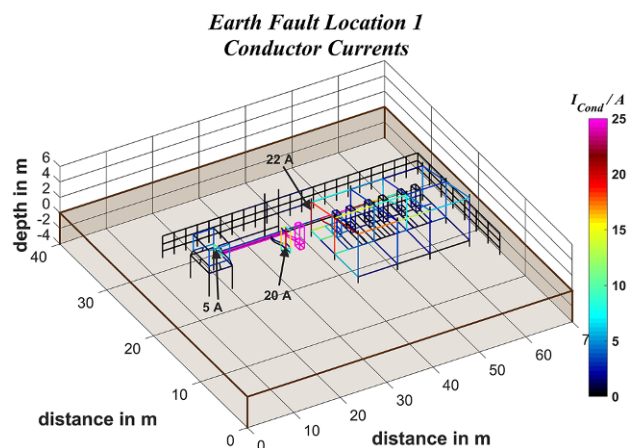 Earth Fault Location 1
Conductor Currents
I_Cond / A
25
20
15
10
5
0
depth in m
6
4
2
0
-2
-4
40
30
20
10
0
distance in m
22 A
20 A
5 A
0
10
20
30
40
50
60
7
distance in m